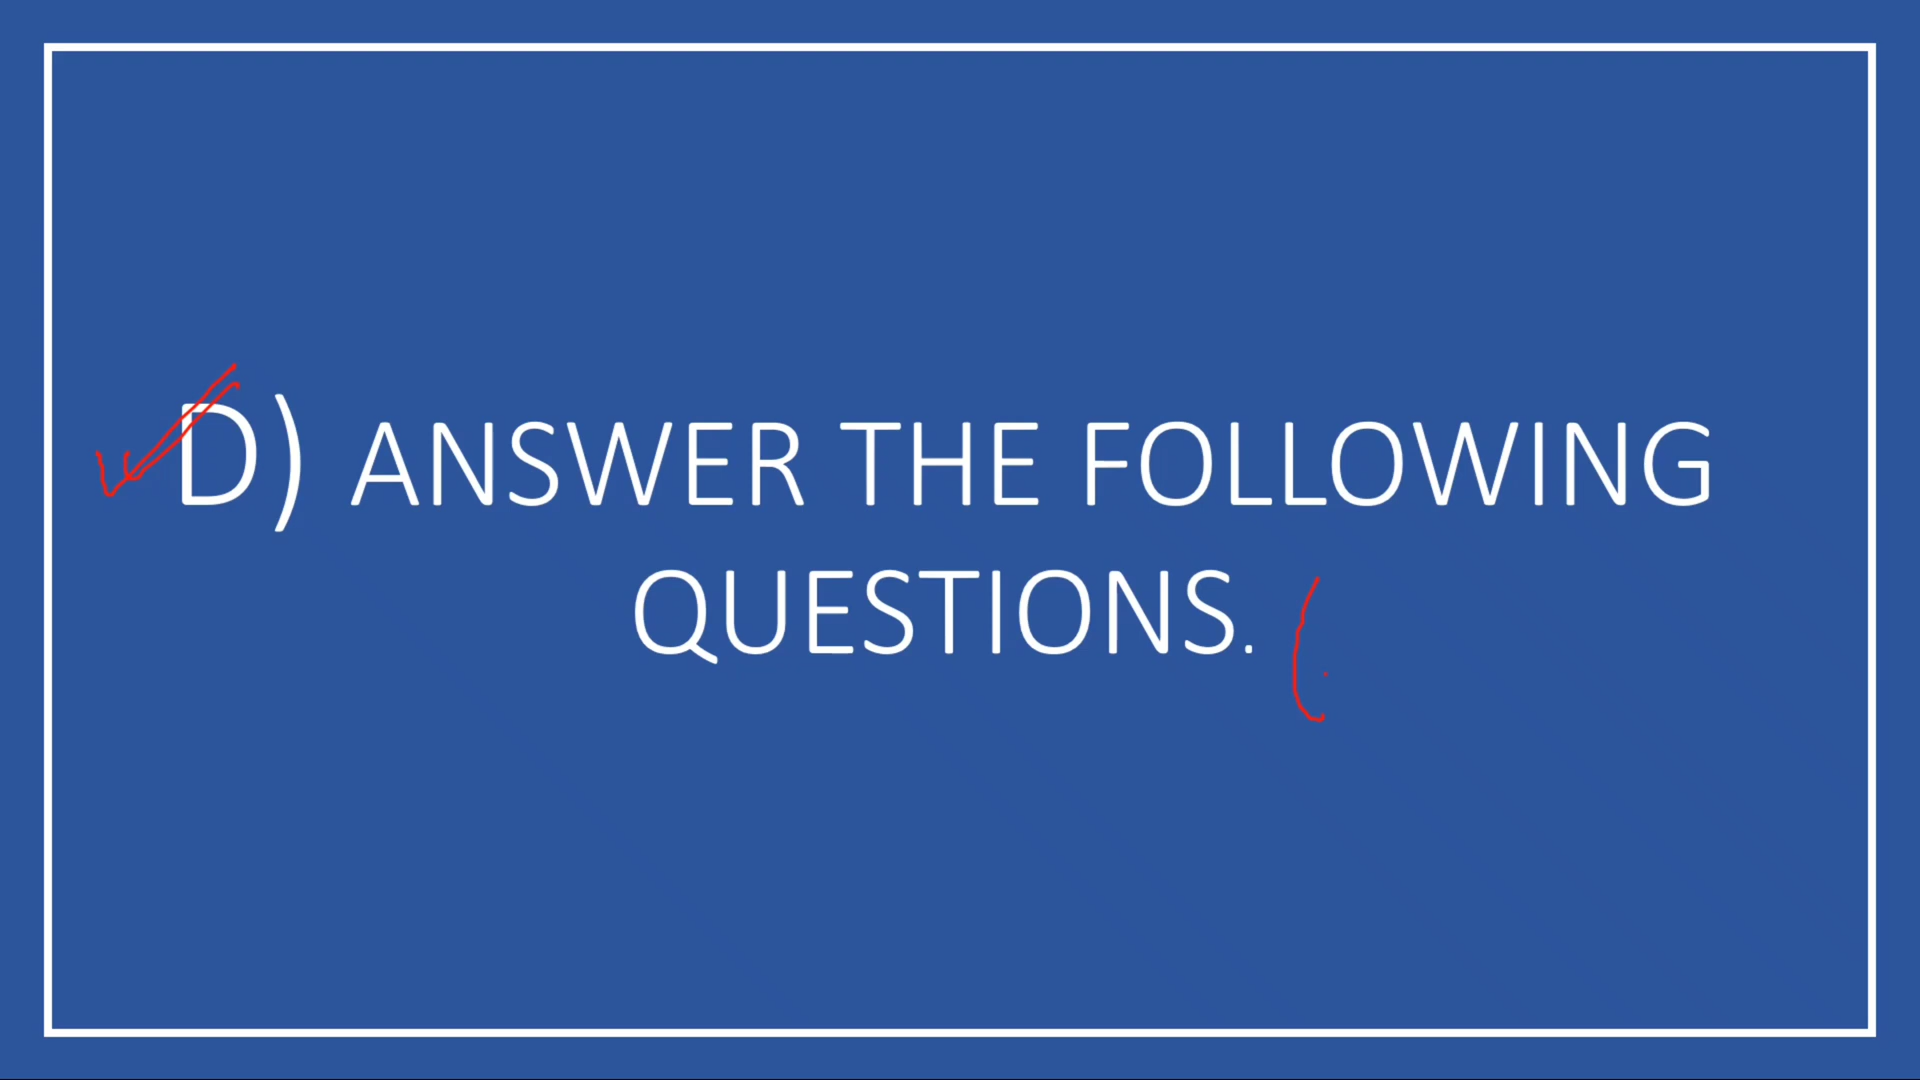 D) ANSWER THE FOLLOWING
QUESTIONS. (